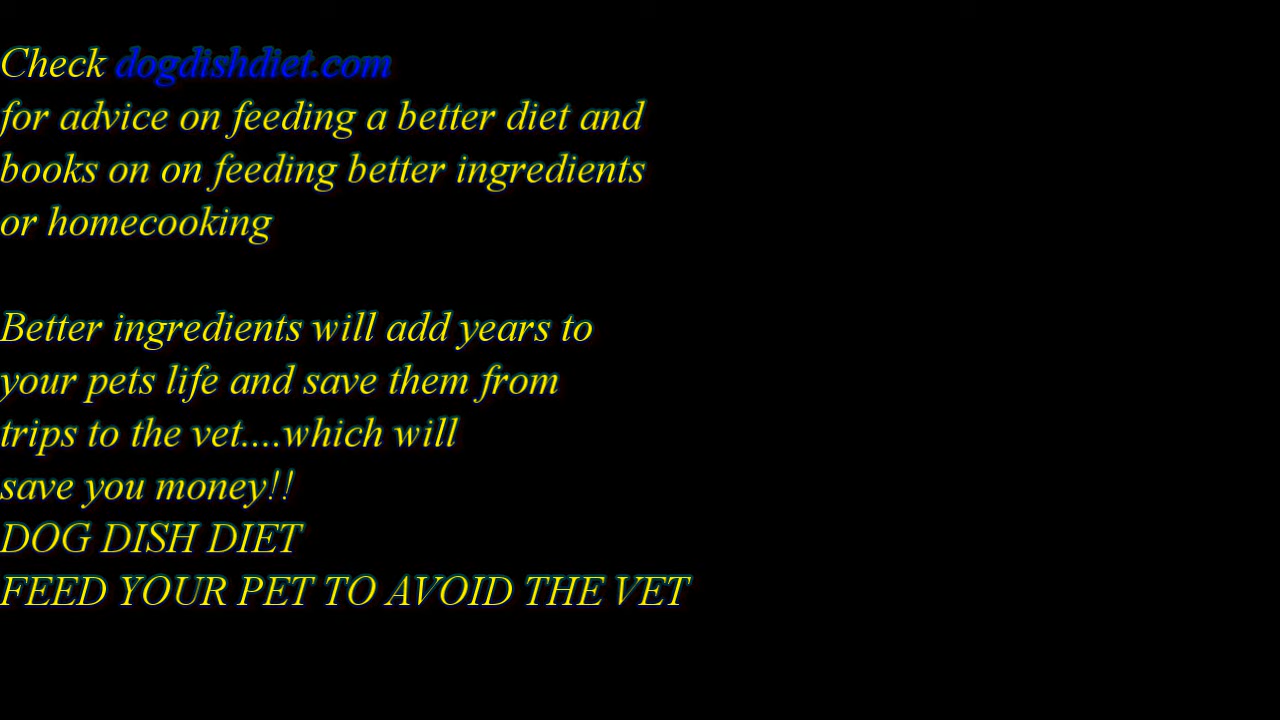 Check dogdishdiet.com
for advice on feeding a better diet and
books on on feeding better ingredients
or homecooking
Better ingredients will add years to
your pets life and save them from
trips to the vet....which will
save you money!!
DOG DISH DIET
FEED YOUR PET TO AVOID THE VET